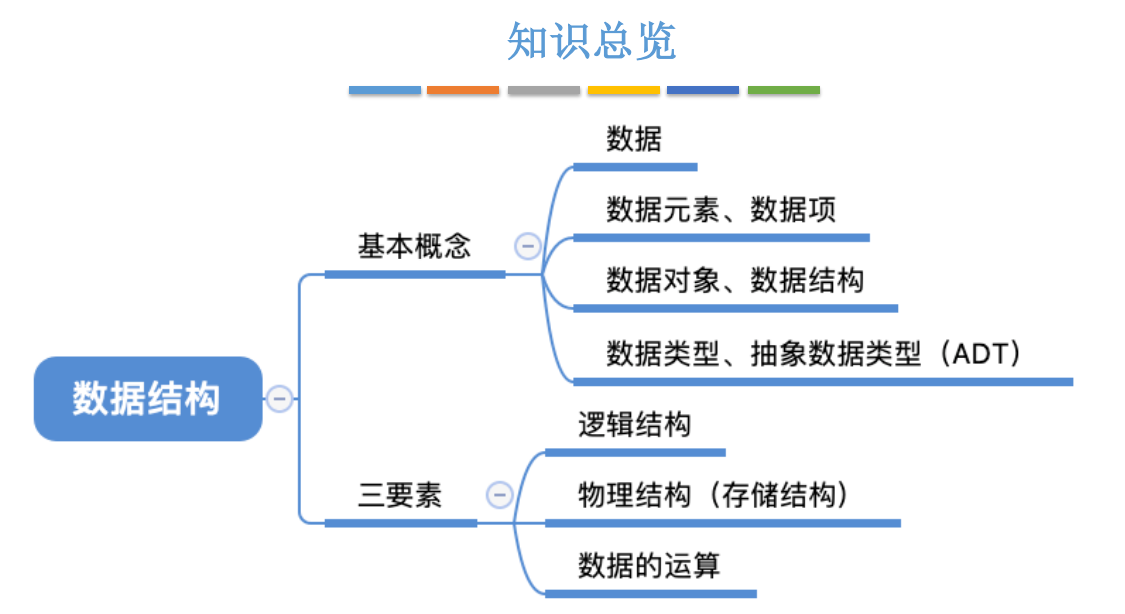 知识总览
数据
数据元素、数据项
基本概念
数据对象、数据结构
数据类型、抽象数据类型（ADT）
数据结构
逻辑结构
三要素
物理结构（存储结构）
数据的运算